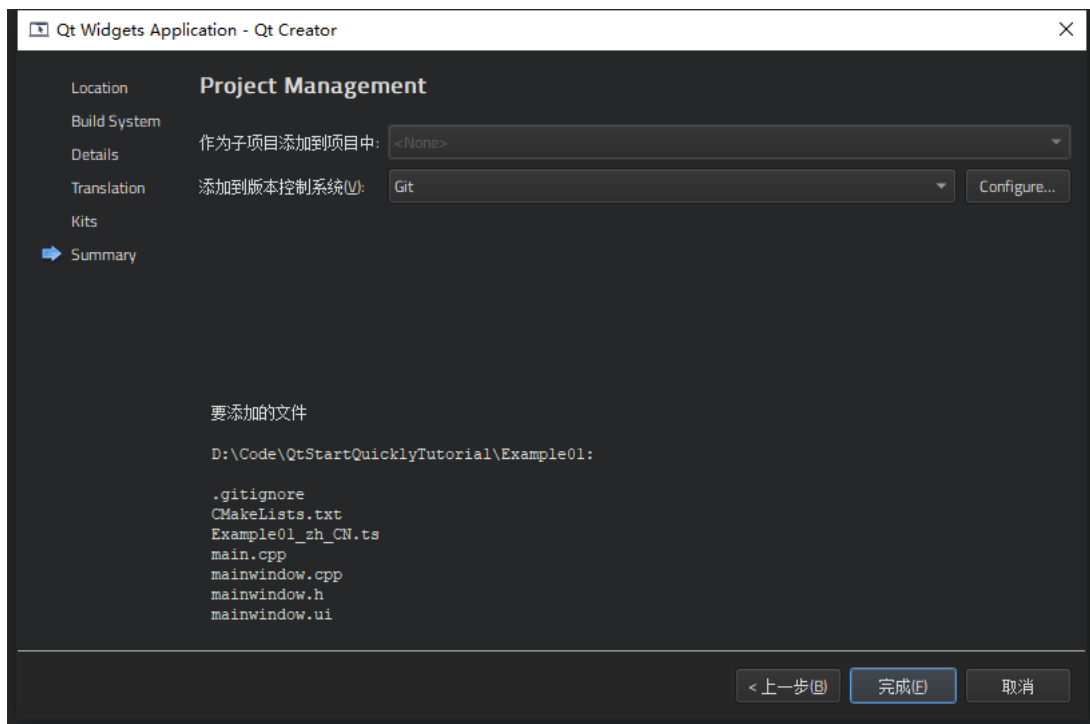 Qt Widgets Application - Qt Creator
Location
Build System
Details
Translation
Kits
Summary
Project Management
作为子项目添加到项目中: <None>
添加到版本控制系统(V): Git Configure...
要添加的文件
D:\Code\QtStartQuicklyTutorial\Example01:
.gitignore
CMakeLists.txt
Example01_zh_CN.ts
main.cpp
mainwindow.cpp
mainwindow.h
mainwindow.ui
< 上一步(B) 完成(F) 取消